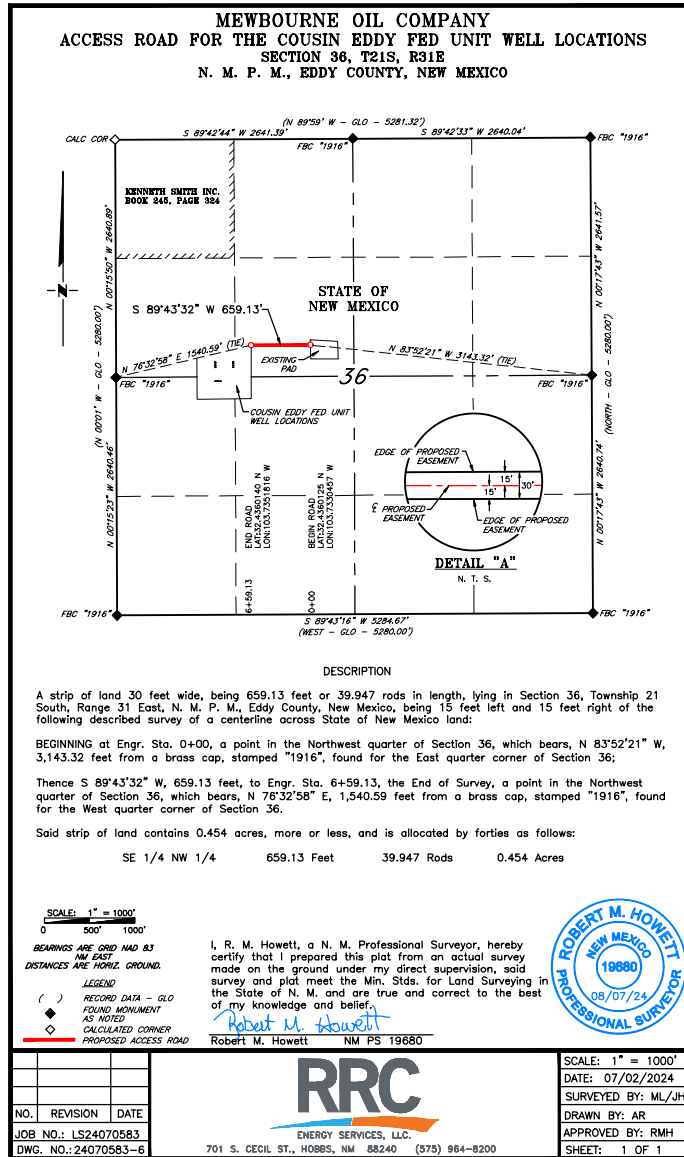 MEWBOURNE OIL COMPANY
ACCESS ROAD FOR THE COUSIN EDDY FED UNIT WELL LOCATIONS
SECTION 36, T21S, R31E
N. M. P. M., EDDY COUNTY, NEW MEXICO
(N 89°59' W - GLO - 5281.32')
S 89°42'44" W 2641.39'
S 89°42'33" W 2640.04'
CALC COR
FBC "1916"
FBC "1916"
KENNETH SMITH INC.
BOOK 245, PAGE 324
N 00°15'50" W 2640.89'
N 00°17'43" W 2641.57'
STATE OF
NEW MEXICO
S 89°43'32" W 659.13'
N
N 76°32'58" E 1540.59' (TIE)
EXISTING
PAD
N 83°52'21" W 3143.32' (TIE)
FBC "1916"
36
FBC "1916"
(N 00°01' W - GLO - 5280.00')
(NORTH - GLO - 5280.00')
COUSIN EDDY FED UNIT
WELL LOCATIONS
N 00°15'23" W 2640.46'
N 00°17'43" W 2640.74'
EDGE OF PROPOSED
EASEMENT
15'
30'
15'
℄ PROPOSED
EASEMENT
EDGE OF PROPOSED
EASEMENT
DETAIL "A"
N. T. S.
END ROAD
LAT:32.4360140 N
LON:103.7351816 W
BEGIN ROAD
LAT:32.4360125 N
LON:103.7330457 W
6+59.13
0+00
FBC "1916"
FBC "1916"
S 89°43'16" W 5284.67'
(WEST - GLO - 5280.00')
DESCRIPTION
A strip of land 30 feet wide, being 659.13 feet or 39.947 rods in length, lying in Section 36, Township 21
South, Range 31 East, N. M. P. M., Eddy County, New Mexico, being 15 feet left and 15 feet right of the
following described survey of a centerline across State of New Mexico land:
BEGINNING at Engr. Sta. 0+00, a point in the Northwest quarter of Section 36, which bears, N 83°52'21" W,
3,143.32 feet from a brass cap, stamped "1916", found for the East quarter corner of Section 36;
Thence S 89°43'32" W, 659.13 feet, to Engr. Sta. 6+59.13, the End of Survey, a point in the Northwest
quarter of Section 36, which bears, N 76°32'58" E, 1,540.59 feet from a brass cap, stamped "1916", found
for the West quarter corner of Section 36.
Said strip of land contains 0.454 acres, more or less, and is allocated by forties as follows:
SE 1/4 NW 1/4 659.13 Feet 39.947 Rods 0.454 Acres
SCALE: 1" = 1000'
0 500' 1000'
BEARINGS ARE GRID NAD 83
NM EAST
DISTANCES ARE HORIZ. GROUND.
LEGEND
( ) RECORD DATA - GLO
FOUND MONUMENT
AS NOTED
CALCULATED CORNER
PROPOSED ACCESS ROAD
I, R. M. Howett, a N. M. Professional Surveyor, hereby
certify that I prepared this plat from an actual survey
made on the ground under my direct supervision, said
survey and plat meet the Min. Stds. for Land Surveying in
the State of N. M. and are true and correct to the best
of my knowledge and belief.
Robert M. Howett
Robert M. Howett NM PS 19680
ROBERT M. HOWETT
NEW MEXICO
19680
08/07/24
PROFESSIONAL SURVEYOR
NO. REVISION DATE
JOB NO.: LS24070583
DWG. NO.: 24070583-6
RRC
ENERGY SERVICES, LLC.
701 S. CECIL ST., HOBBS, NM 88240 (575) 964-8200
SCALE: 1" = 1000'
DATE: 07/02/2024
SURVEYED BY: ML/JH
DRAWN BY: AR
APPROVED BY: RMH
SHEET: 1 OF 1